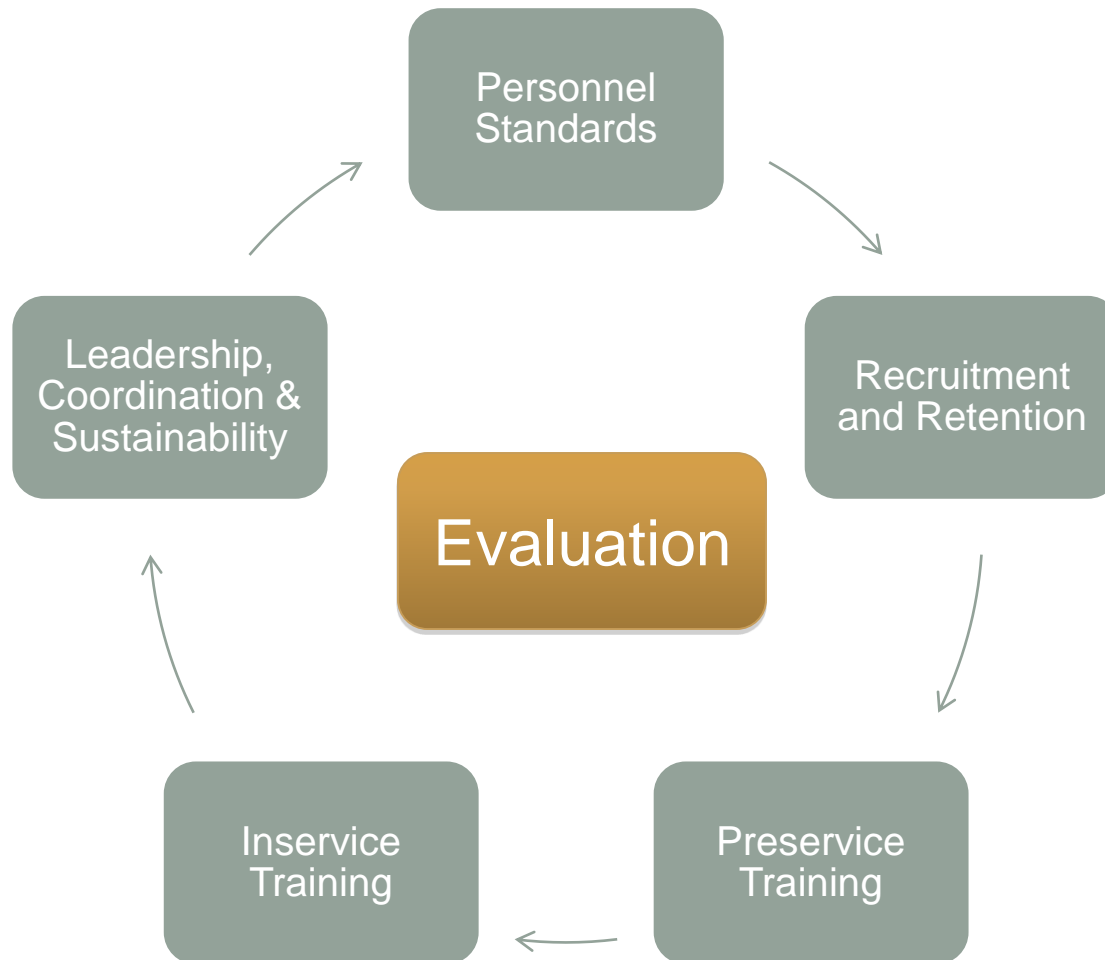 Personnel
Standards
Recruitment
and Retention
Preservice
Training
Inservice
Training
Leadership,
Coordination &
Sustainability
Evaluation